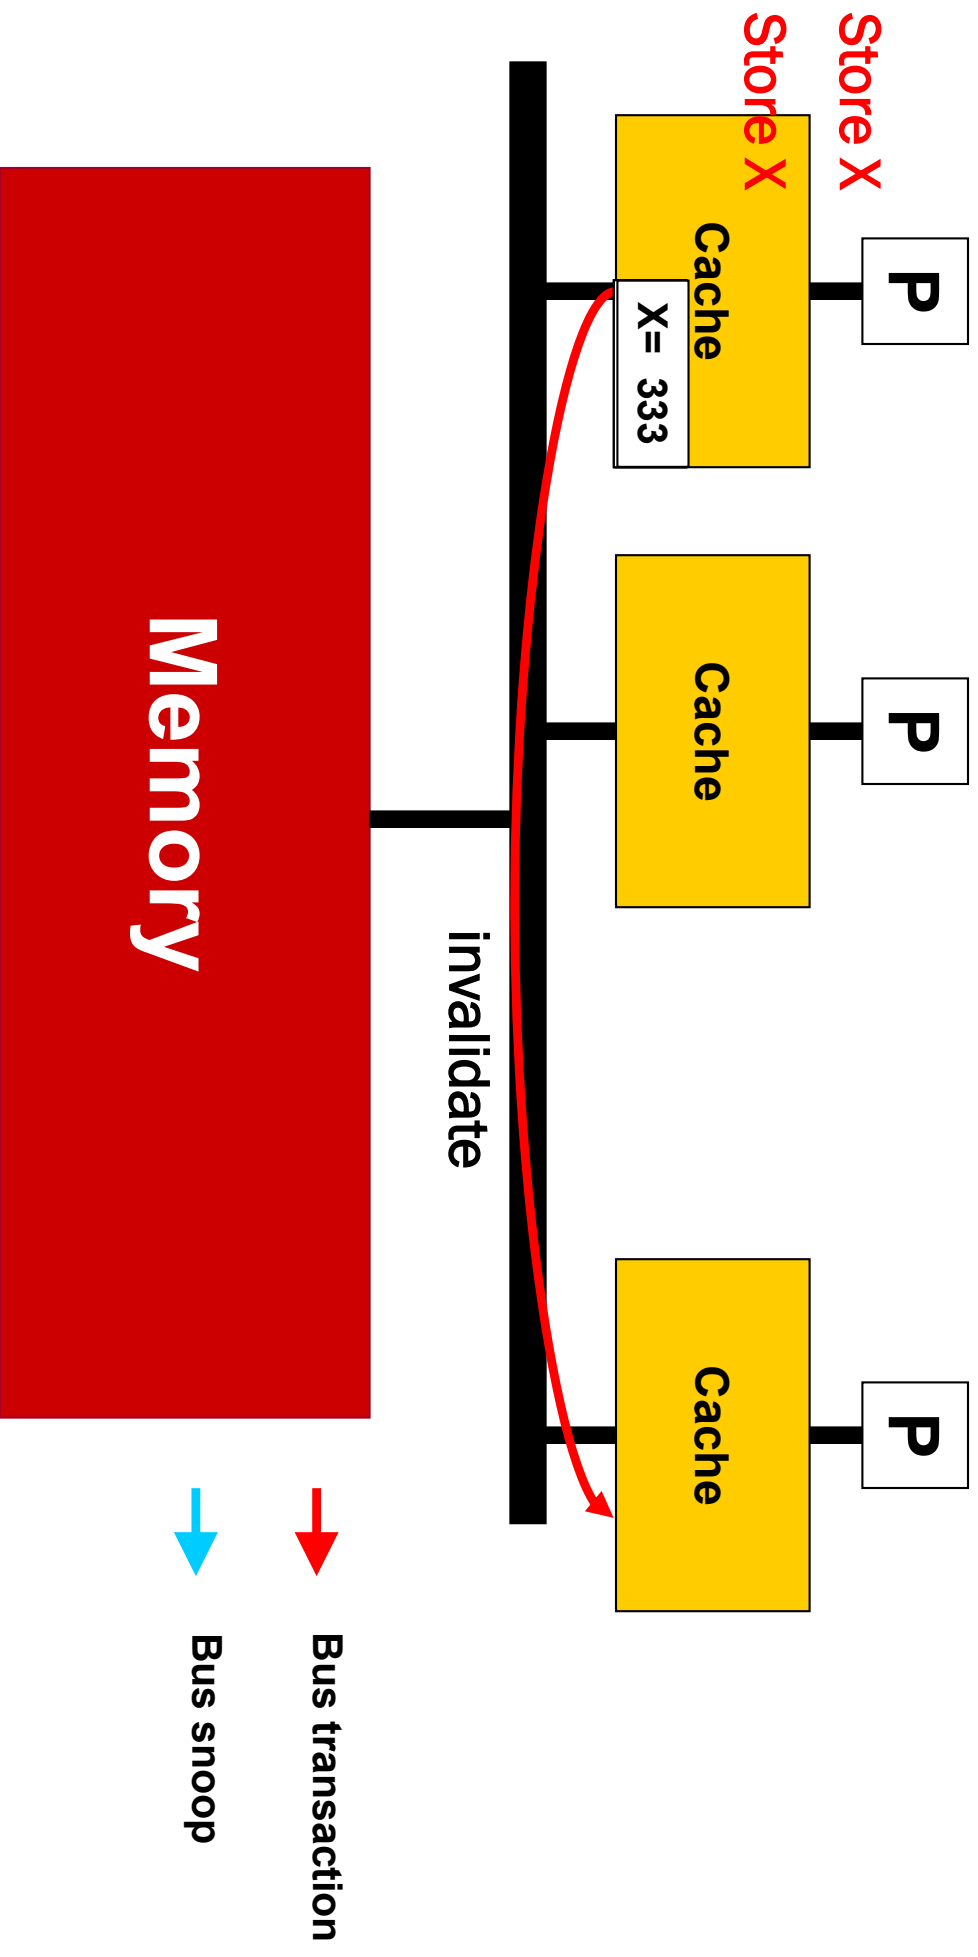 Store X
Store X
P
P
P
Cache
Cache
Cache
X= 333
invalidate
Memory
Bus transaction
Bus snoop